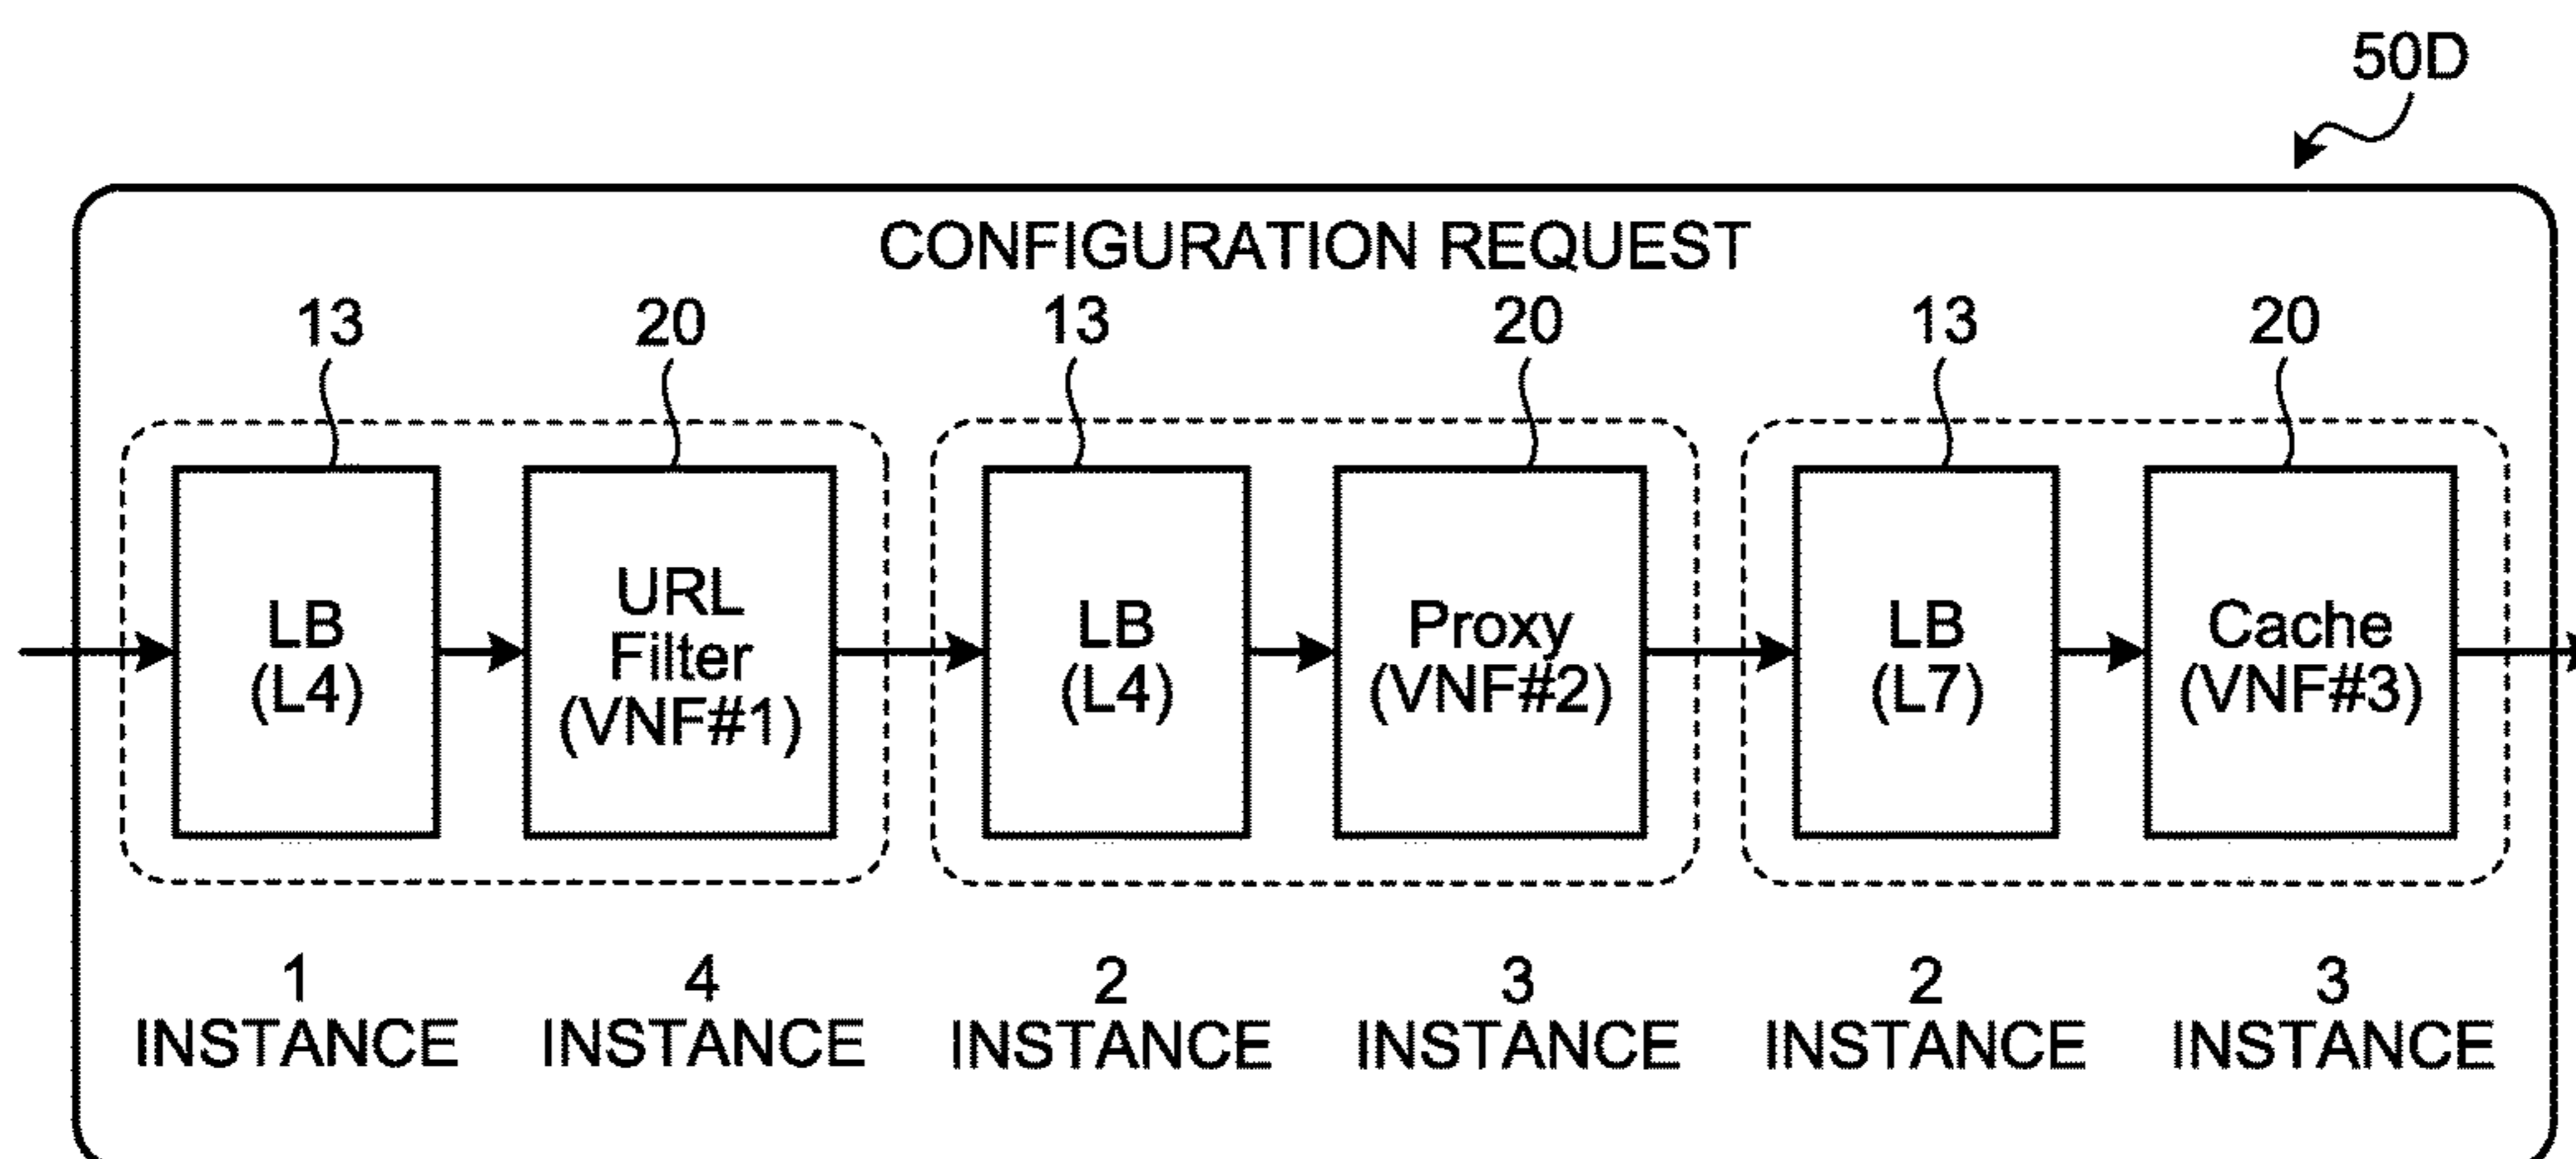 50D
CONFIGURATION REQUEST
13 20 13 20 13 20
LB
(L4)
URL
Filter
(VNF#1)
LB
(L4)
Proxy
(VNF#2)
LB
(L7)
Cache
(VNF#3)
1 4 2 3 2 3
INSTANCE INSTANCE INSTANCE INSTANCE INSTANCE INSTANCE